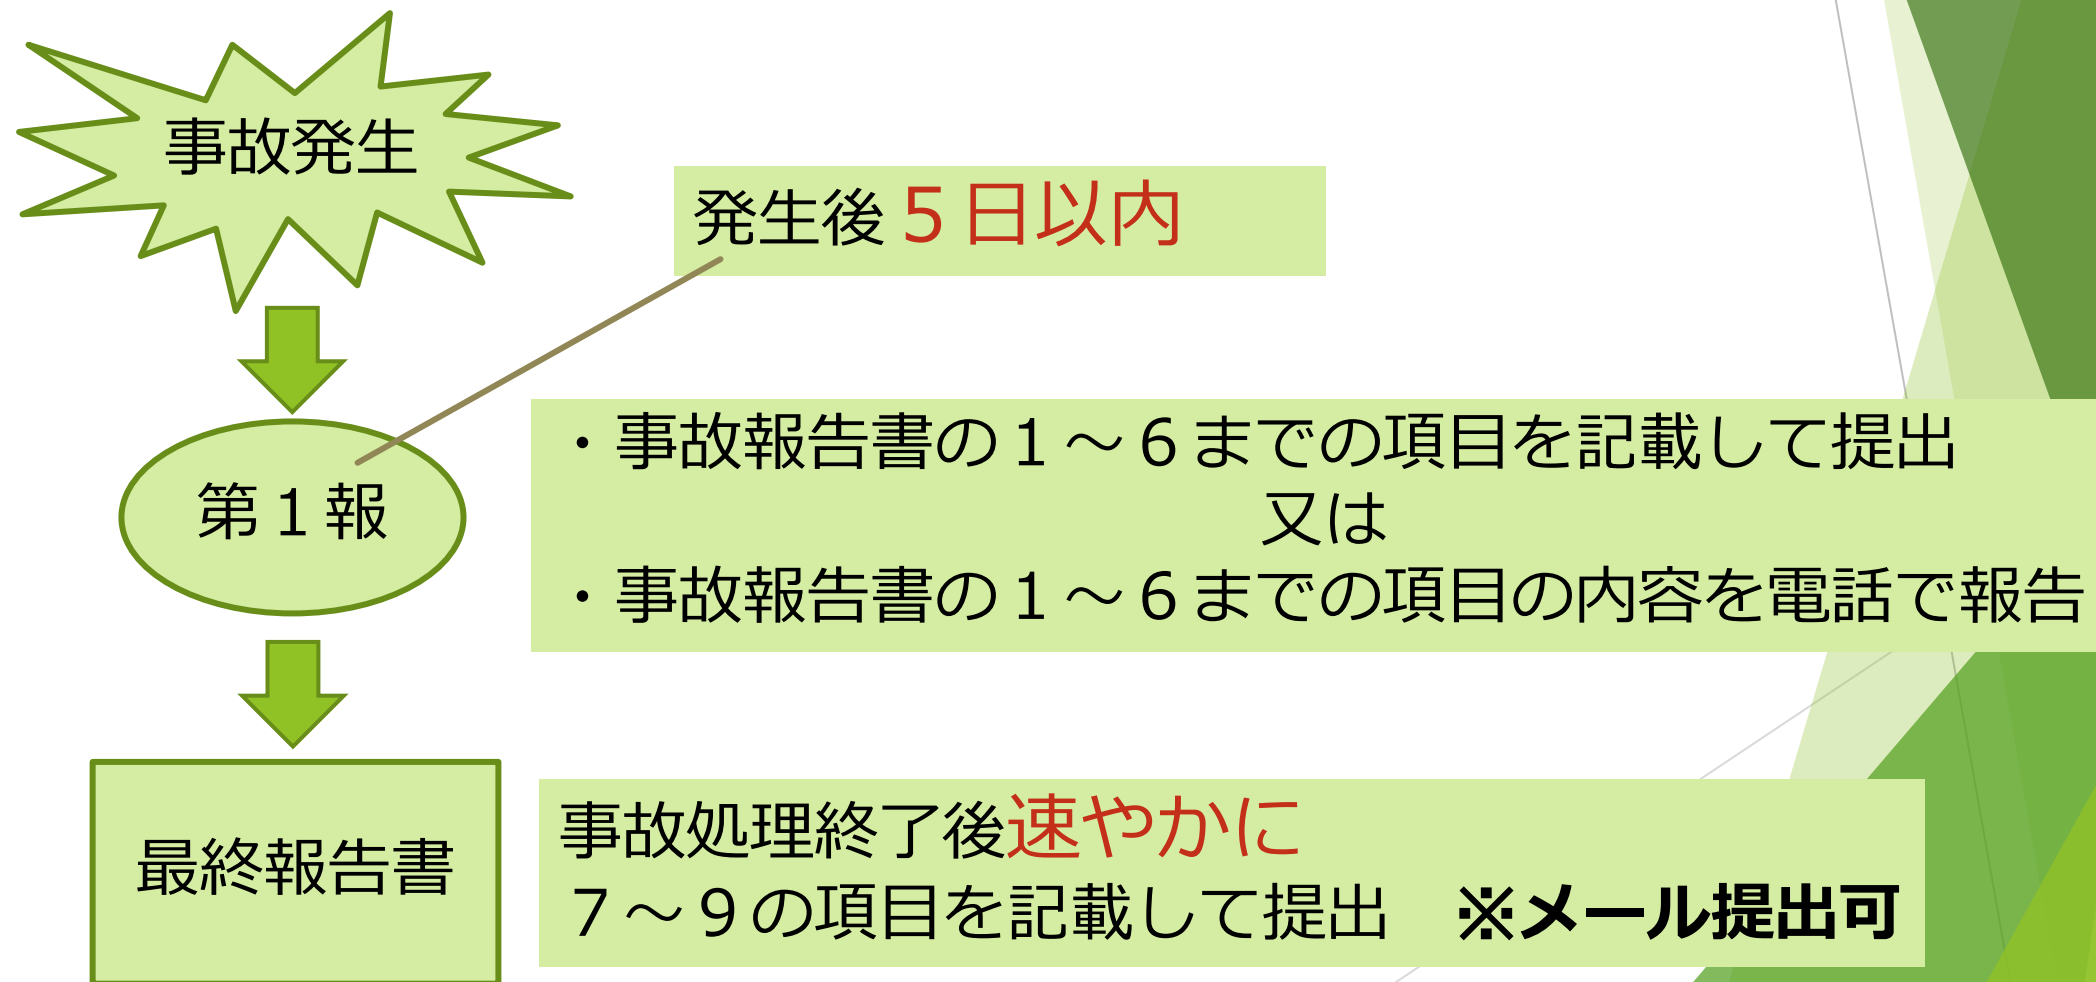 事故発生
発生後５日以内
第１報
・事故報告書の１～６までの項目を記載して提出
又は
・事故報告書の１～６までの項目の内容を電話で報告
最終報告書
事故処理終了後速やかに
７～９の項目を記載して提出　※メール提出可